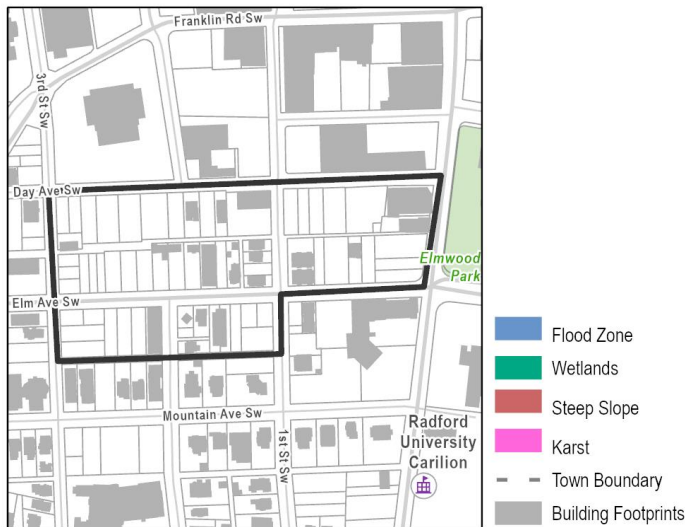 Franklin Rd Sw
3rd St Sw
Day Ave Sw
Elmwood
Park
Elm Ave Sw
Mountain Ave Sw
1st St Sw
Radford
University
Carilion
Flood Zone
Wetlands
Steep Slope
Karst
Town Boundary
Building Footprints